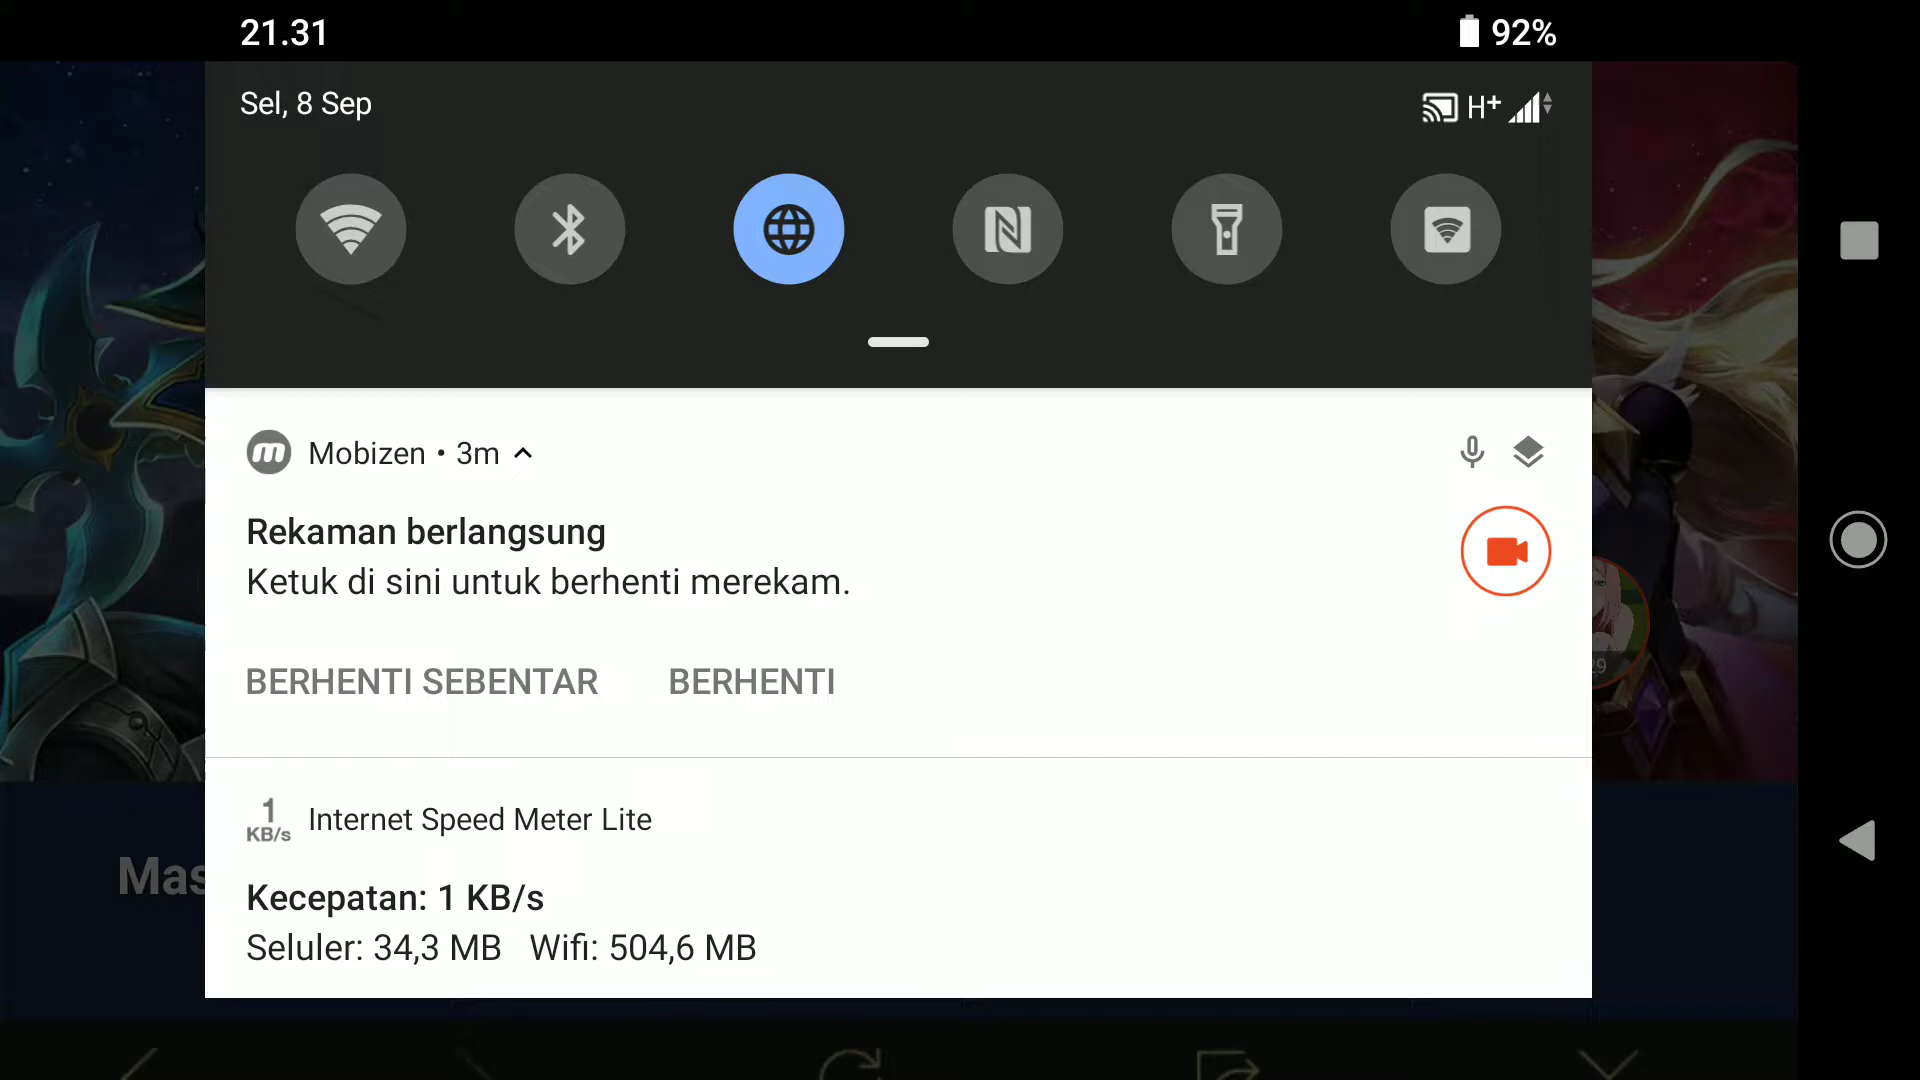 21.31
92%
Sel, 8 Sep
H+
Mobizen • 3m
Rekaman berlangsung
Ketuk di sini untuk berhenti merekam.
BERHENTI SEBENTAR BERHENTI
1
KB/s
Internet Speed Meter Lite
Mas
Kecepatan: 1 KB/s
Seluler: 34,3 MB Wifi: 504,6 MB